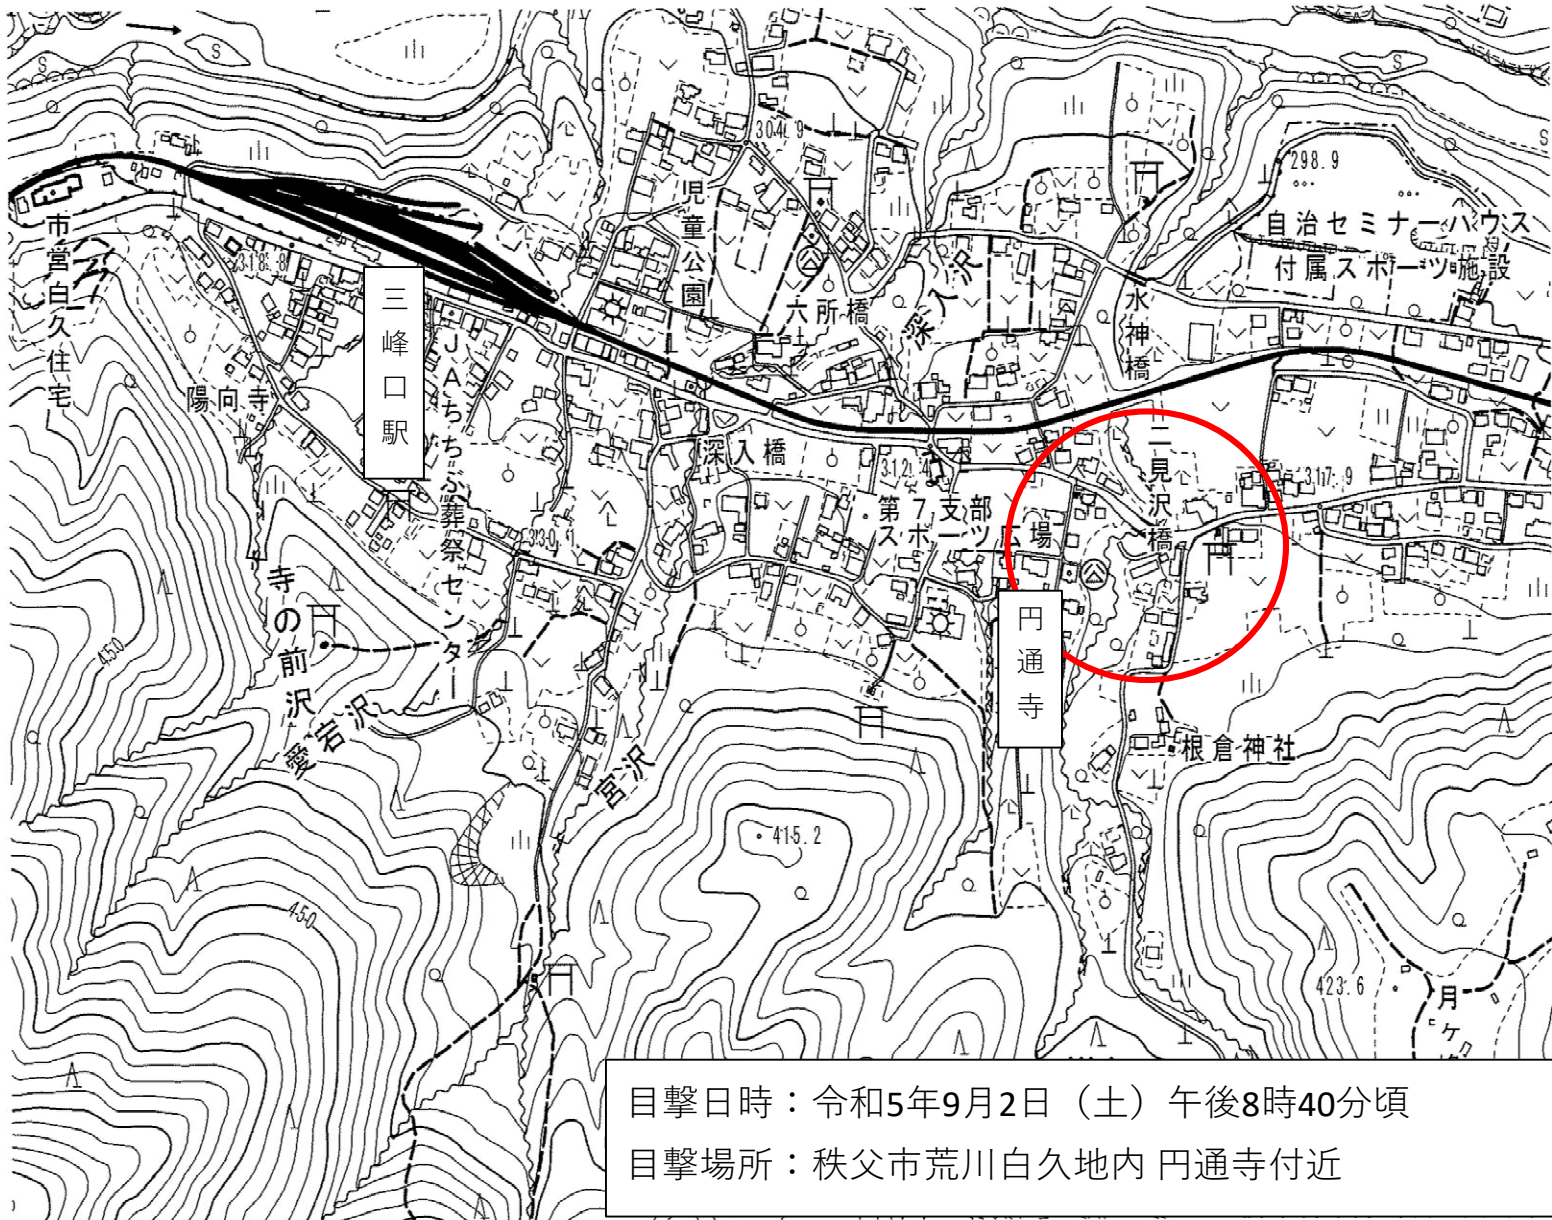 304.9
298.9
自治セミナーハウス
付属スポーツ施設
児童公園
市営白久住宅
318.8
三峰口駅
六所橋
深入沢
水神橋
陽向寺
JAちちぶ葬祭センター
深入橋
312.4
二見沢橋
317.9
第7支部
スポーツ広場
330.1
寺の前沢
円通寺
450
愛宕沢
宮沢
根倉神社
415.2
450
423.6
月
目撃日時：令和5年9月2日（土）午後8時40分頃
目撃場所：秩父市荒川白久地内 円通寺付近